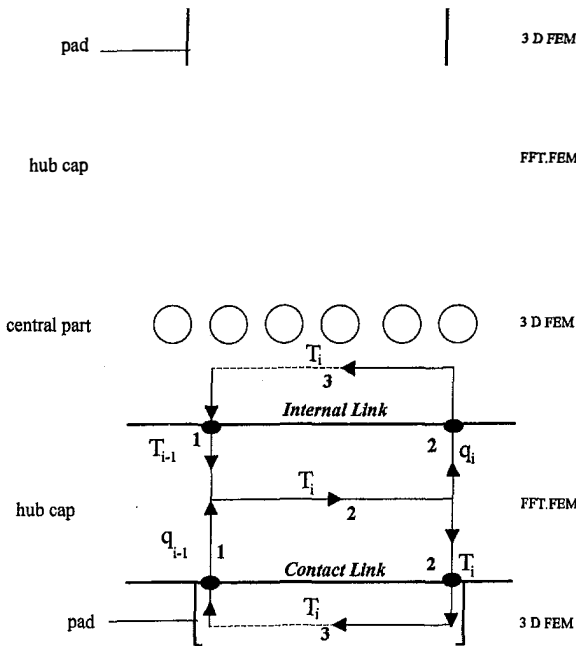 pad
3 D FEM
hub cap
FFT.FEM
central part
3 D FEM
T_i
3
Internal Link
1
2
T_{i-1}
q_i
T_i
2
hub cap
FFT.FEM
q_{i-1}
1
2
Contact Link
T_i
T_i
pad
3
3 D FEM